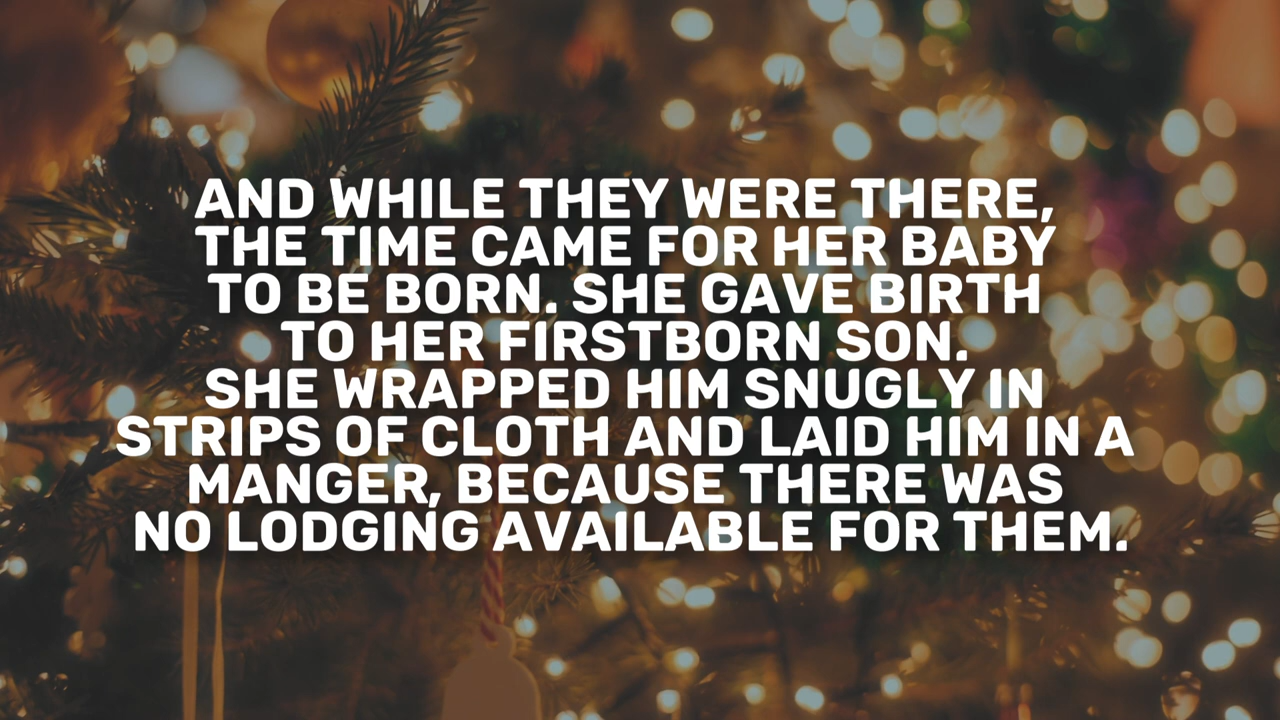 AND WHILE THEY WERE THERE,
THE TIME CAME FOR HER BABY
TO BE BORN. SHE GAVE BIRTH
TO HER FIRSTBORN SON.
SHE WRAPPED HIM SNUGLY IN
STRIPS OF CLOTH AND LAID HIM IN A
MANGER, BECAUSE THERE WAS
NO LODGING AVAILABLE FOR THEM.